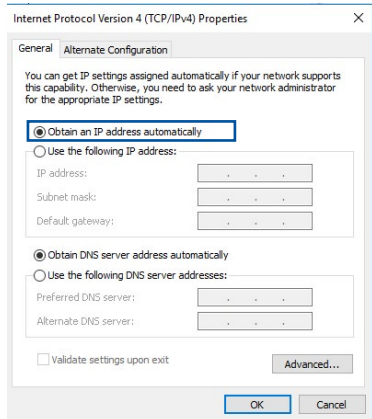 Internet Protocol Version 4 (TCP/IPv4) Properties
General
Alternate Configuration
You can get IP settings assigned automatically if your network supports
this capability. Otherwise, you need to ask your network administrator
for the appropriate IP settings.
Obtain an IP address automatically
Use the following IP address:
IP address:
Subnet mask:
Default gateway:
Obtain DNS server address automatically
Use the following DNS server addresses:
Preferred DNS server:
Alternate DNS server:
Validate settings upon exit
Advanced...
OK
Cancel